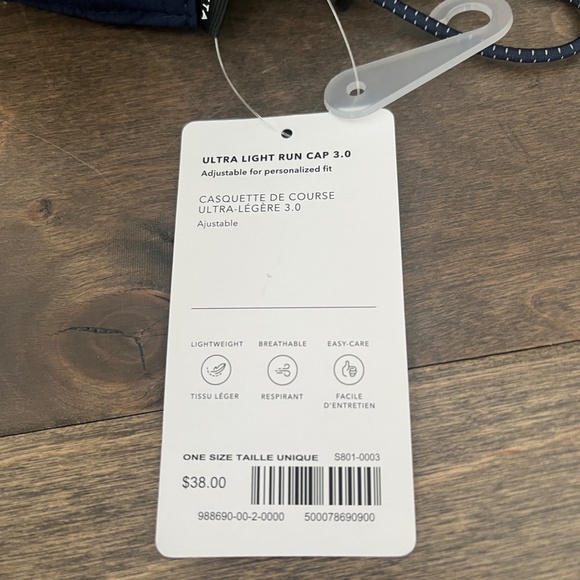 ULTRA LIGHT RUN CAP 3.0
Adjustable for personalized fit
CASQUETTE DE COURSE
ULTRA-LÉGÈRE 3.0
Ajustable
LIGHTWEIGHT BREATHABLE EASY-CARE
TISSU LÉGER RESPIRANT FACILE
D'ENTRETIEN
ONE SIZE TAILLE UNIQUE S801-0003
$38.00
988690-00-2-0000 500078690900